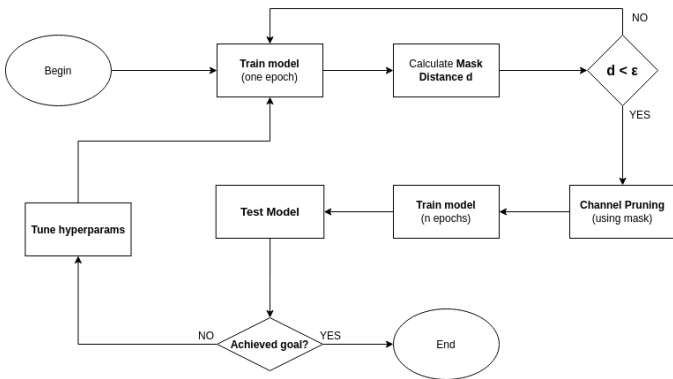 NO
Begin
Train model
(one epoch)
Calculate Mask
Distance d
d < ε
YES
Tune hyperparams
Test Model
Train model
(n epochs)
Channel Pruning
(using mask)
NO
Achieved goal?
YES
End